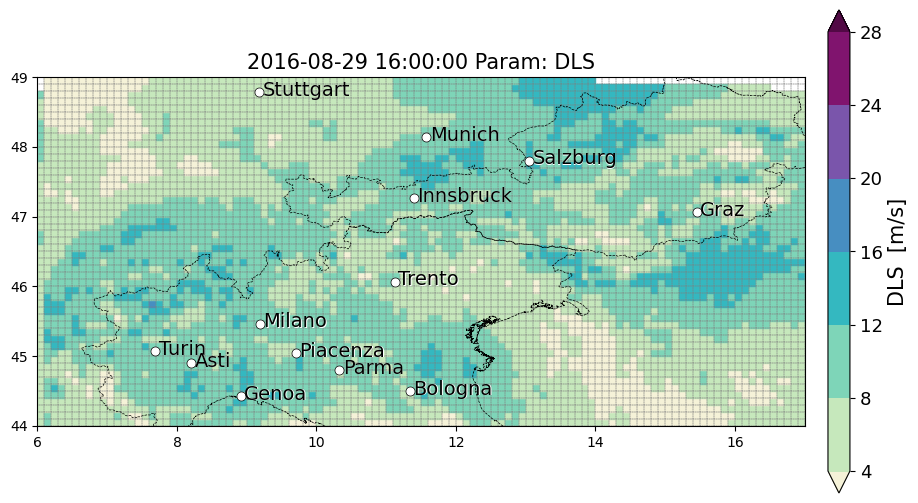 2016-08-29 16:00:00 Param: DLS
49
48
47
46
45
44
6
8
10
12
14
16
Stuttgart
Munich
Salzburg
Innsbruck
Graz
Trento
Milano
Turin
Asti
Piacenza
Parma
Genoa
Bologna
28
24
20
16
12
8
4
DLS [m/s]